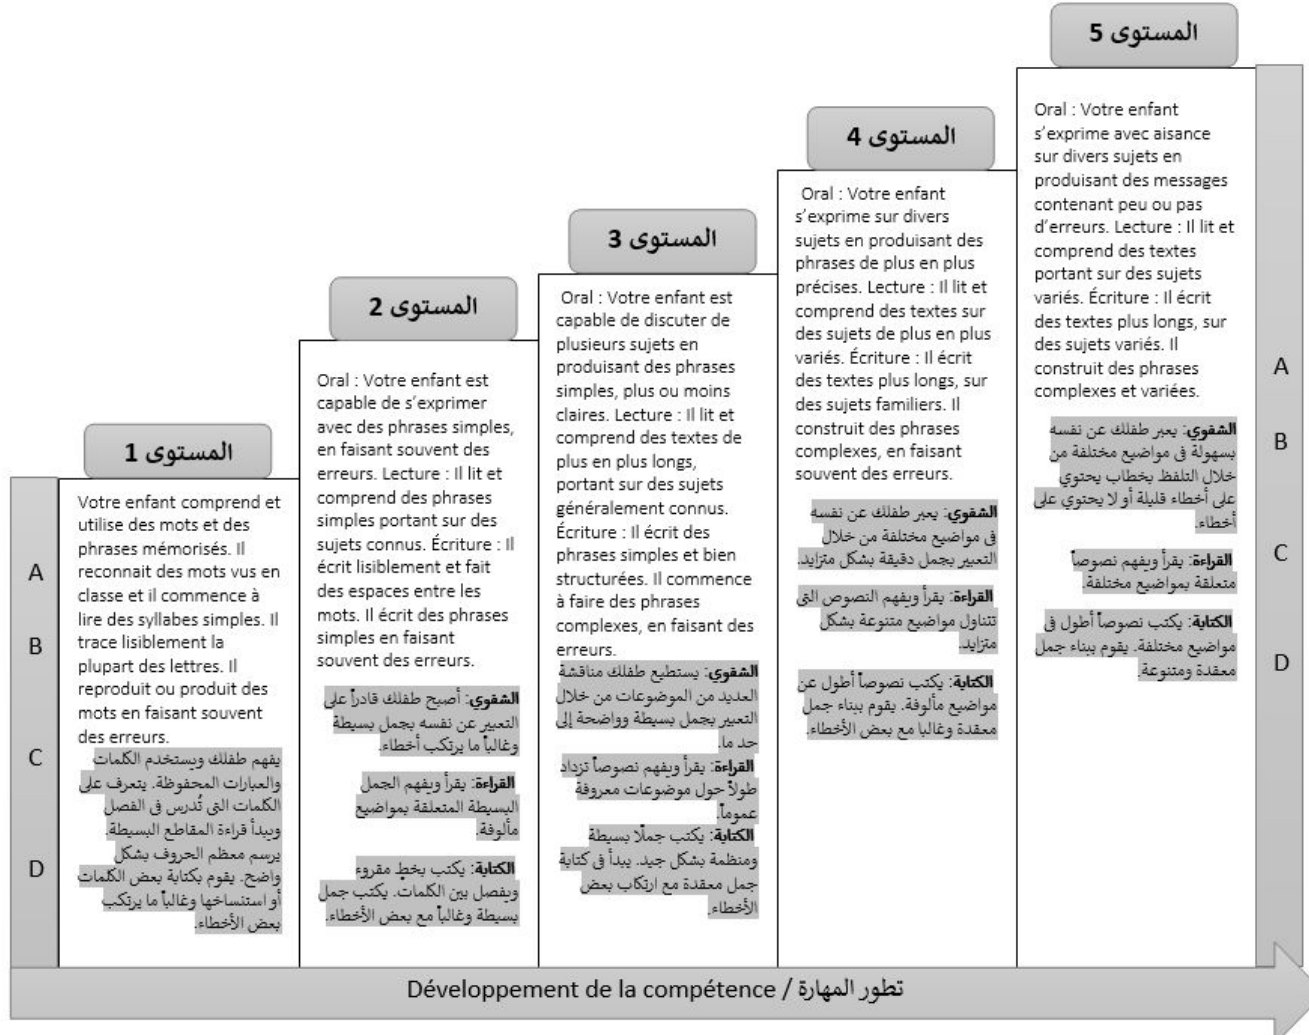 المستوى 1
Votre enfant comprend et
utilise des mots et des
phrases mémorisés. Il
reconnait des mots vus en
classe et il commence à
lire des syllabes simples. Il
trace lisiblement la
plupart des lettres. Il
reproduit ou produit des
mots en faisant souvent
des erreurs.
يفهم طفلك ويستخدم الكلمات
والعبارات المحفوظة. يتعرف على
الكلمات التي تُدرس في الفصل
ويبدأ قراءة المقاطع البسيطة.
يرسم معظم الحروف بشكل
واضح. يقوم بكتابة بعض الكلمات
أو استنساخها وغالباً ما يرتكب
بعض الأخطاء.
المستوى 2
Oral : Votre enfant est
capable de s’exprimer
avec des phrases simples,
en faisant souvent des
erreurs. Lecture : Il lit et
comprend des phrases
simples portant sur des
sujets connus. Écriture : Il
écrit lisiblement et fait
des espaces entre les
mots. Il écrit des phrases
simples en faisant
souvent des erreurs.
الشفوي: أصبح طفلك قادراً على
التعبير عن نفسه بجمل بسيطة
وغالباً ما يرتكب أخطاء.
القراءة: يقرأ ويفهم الجمل
البسيطة المتعلقة بمواضيع
مألوفة.
الكتابة: يكتب بخطٍ مقروء
ويفصل بين الكلمات. يكتب جمل
بسيطة وغالباً مع بعض الأخطاء.
المستوى 3
Oral : Votre enfant est
capable de discuter de
plusieurs sujets en
produisant des phrases
simples, plus ou moins
claires. Lecture : Il lit et
comprend des textes de
plus en plus longs,
portant sur des sujets
généralement connus.
Écriture : Il écrit des
phrases simples et bien
structurées. Il commence
à faire des phrases
complexes, en faisant des
erreurs.
الشفوي: يستطيع طفلك مناقشة
العديد من الموضوعات من خلال
التعبير بجمل بسيطة وواضحة إلى
حد ما.
القراءة: يقرأ ويفهم نصوصاً تزداد
طولاً حول موضوعات معروفة
عموماً.
الكتابة: يكتب جملًا بسيطة
ومنظمة بشكل جيد. يبدأ في كتابة
جمل معقدة مع ارتكاب بعض
الأخطاء.
المستوى 4
Oral : Votre enfant
s’exprime sur divers
sujets en produisant des
phrases de plus en plus
précises. Lecture : Il lit et
comprend des textes sur
des sujets de plus en plus
variés. Écriture : Il écrit
des textes plus longs, sur
des sujets familiers. Il
construit des phrases
complexes, en faisant
souvent des erreurs.
الشفوي: يعبر طفلك عن نفسه
في مواضيع مختلفة من خلال
التعبير بجمل دقيقة بشكل متزايد.
القراءة: يقرأ ويفهم النصوص التي
تتناول مواضيع متنوعة بشكل
متزايد.
الكتابة: يكتب نصوصاً أطول عن
مواضيع مألوفة. يقوم ببناء جمل
معقدة وغالبا مع بعض الأخطاء.
المستوى 5
Oral : Votre enfant
s’exprime avec aisance
sur divers sujets en
produisant des messages
contenant peu ou pas
d’erreurs. Lecture : Il lit et
comprend des textes
portant sur des sujets
variés. Écriture : Il écrit
des textes plus longs, sur
des sujets variés. Il
construit des phrases
complexes et variées.
الشفوي: يعبر طفلك عن نفسه
بسهولة في مواضيع مختلفة من
خلال التلفظ بخطاب يحتوي
على أخطاء قليلة أو لا يحتوي على
أخطاء.
القراءة: يقرأ ويفهم نصوصاً
متعلقة بمواضيع مختلفة.
الكتابة: يكتب نصوصاً أطول في
مواضيع مختلفة. يقوم ببناء جمل
معقدة ومتنوعة.
A
B
C
D
A
B
C
D
Développement de la compétence / تطور المهارة